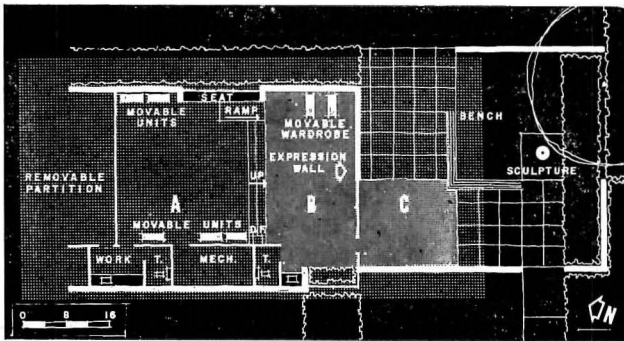 SEAT
RAMP
MOVABLE
UNITS
MOVABLE
WARDROBE
BENCH
EXPRESSION
WALL
SCULPTURE
REMOVABLE
PARTITION
UP
A
B
C
MOVABLE UNITS
D.F.
WORK
T.
MECH.
T.
0 8 16
N